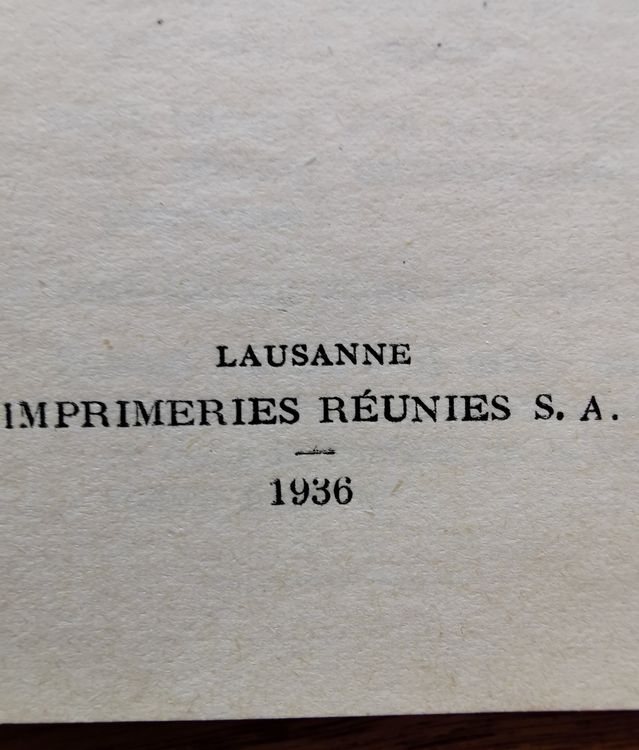 LAUSANNE
IMPRIMERIES RÉUNIES S. A.
1936